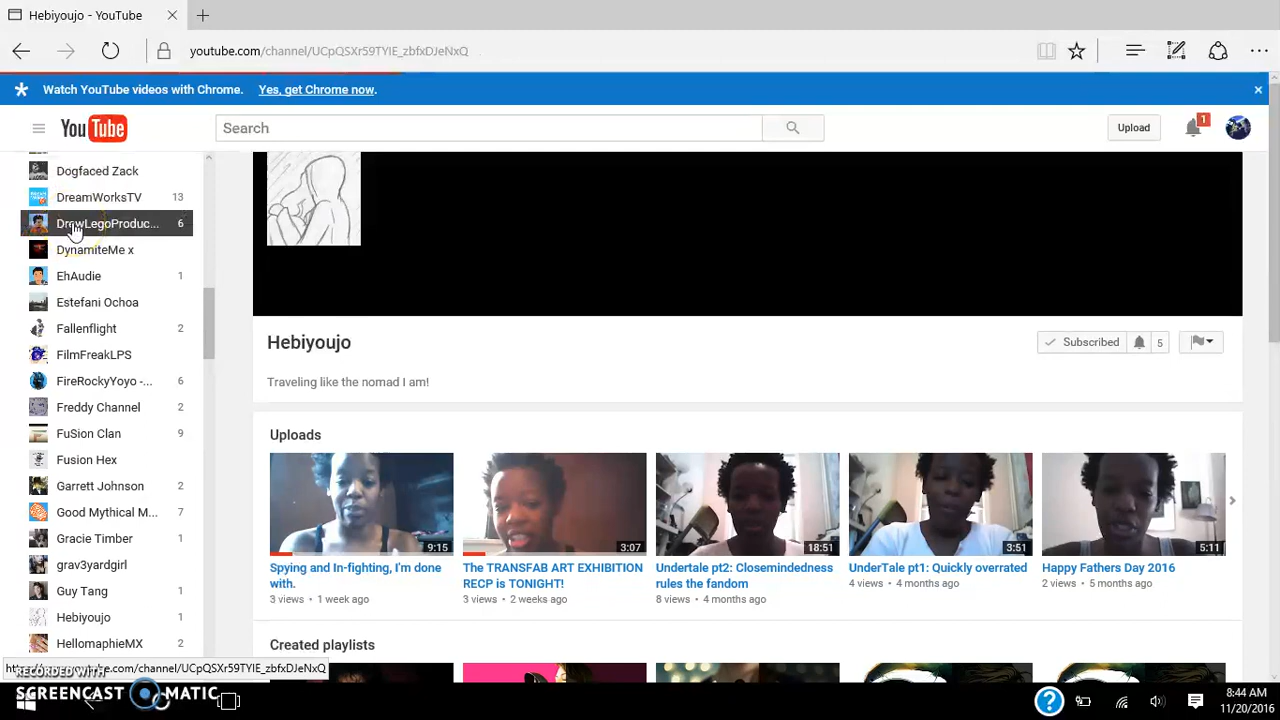 Hebiyoujo - YouTube
youtube.com/channel/UCpQSXr59TYIE_zbfxDJeNxQ
Watch YouTube videos with Chrome. Yes, get Chrome now.
YouTube
Search
Upload
1
Dogfaced Zack
DreamWorksTV 13
DrawLegoProduc... 6
DynamiteMe x
EhAudie 1
Estefani Ochoa
Fallenflight 2
FilmFreakLPS
FireRockyYoyo -... 6
Freddy Channel 2
FuSion Clan 9
Fusion Hex
Garrett Johnson 2
Good Mythical M... 7
Gracie Timber 1
grav3yardgirl
Guy Tang 1
Hebiyoujo 1
HellomaphieMX 2
Hebiyoujo
Subscribed 5
Traveling like the nomad I am!
Uploads
9:15
3:07
18:51
3:51
5:11
Spying and In-fighting, I'm done with.
3 views • 1 week ago
The TRANSFAB ART EXHIBITION RECP is TONIGHT!
3 views • 2 weeks ago
Undertale pt2: Closemindedness rules the fandom
8 views • 4 months ago
UnderTale pt1: Quickly overrated
4 views • 4 months ago
Happy Fathers Day 2016
2 views • 5 months ago
Created playlists
RECORDED WITH
SCREENCAST MATIC
8:44 AM
11/20/2016